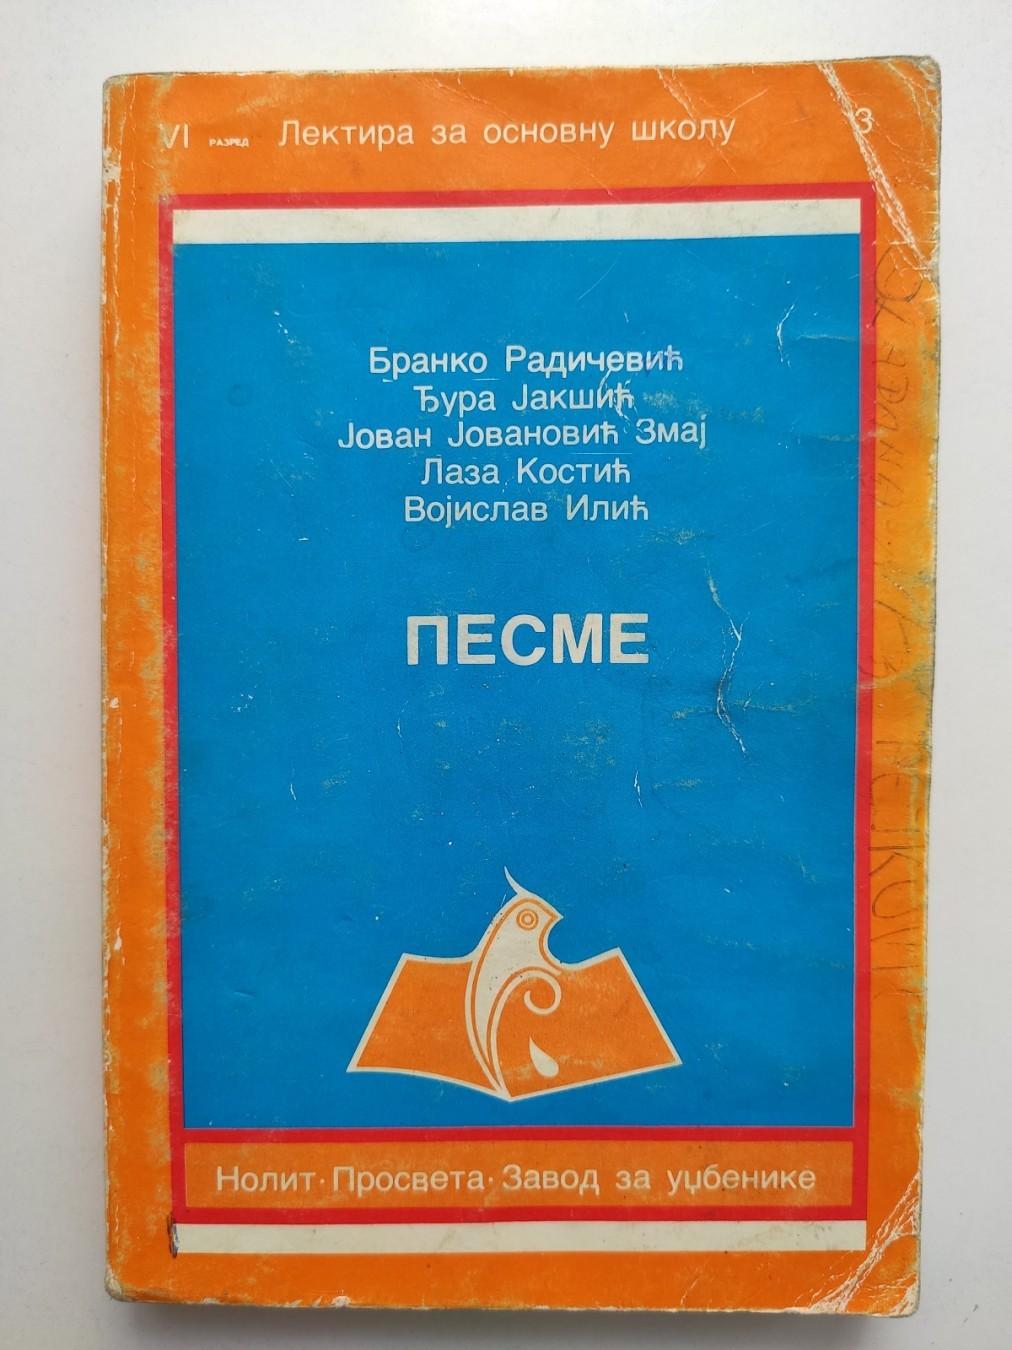 VI РАЗРЕД Лектира за основну школу 3
Бранко Радичевић
Ђура Јакшић
Јован Јовановић Змај
Лаза Костић
Војислав Илић
ПЕСМЕ
Нолит · Просвета · Завод за уџбенике